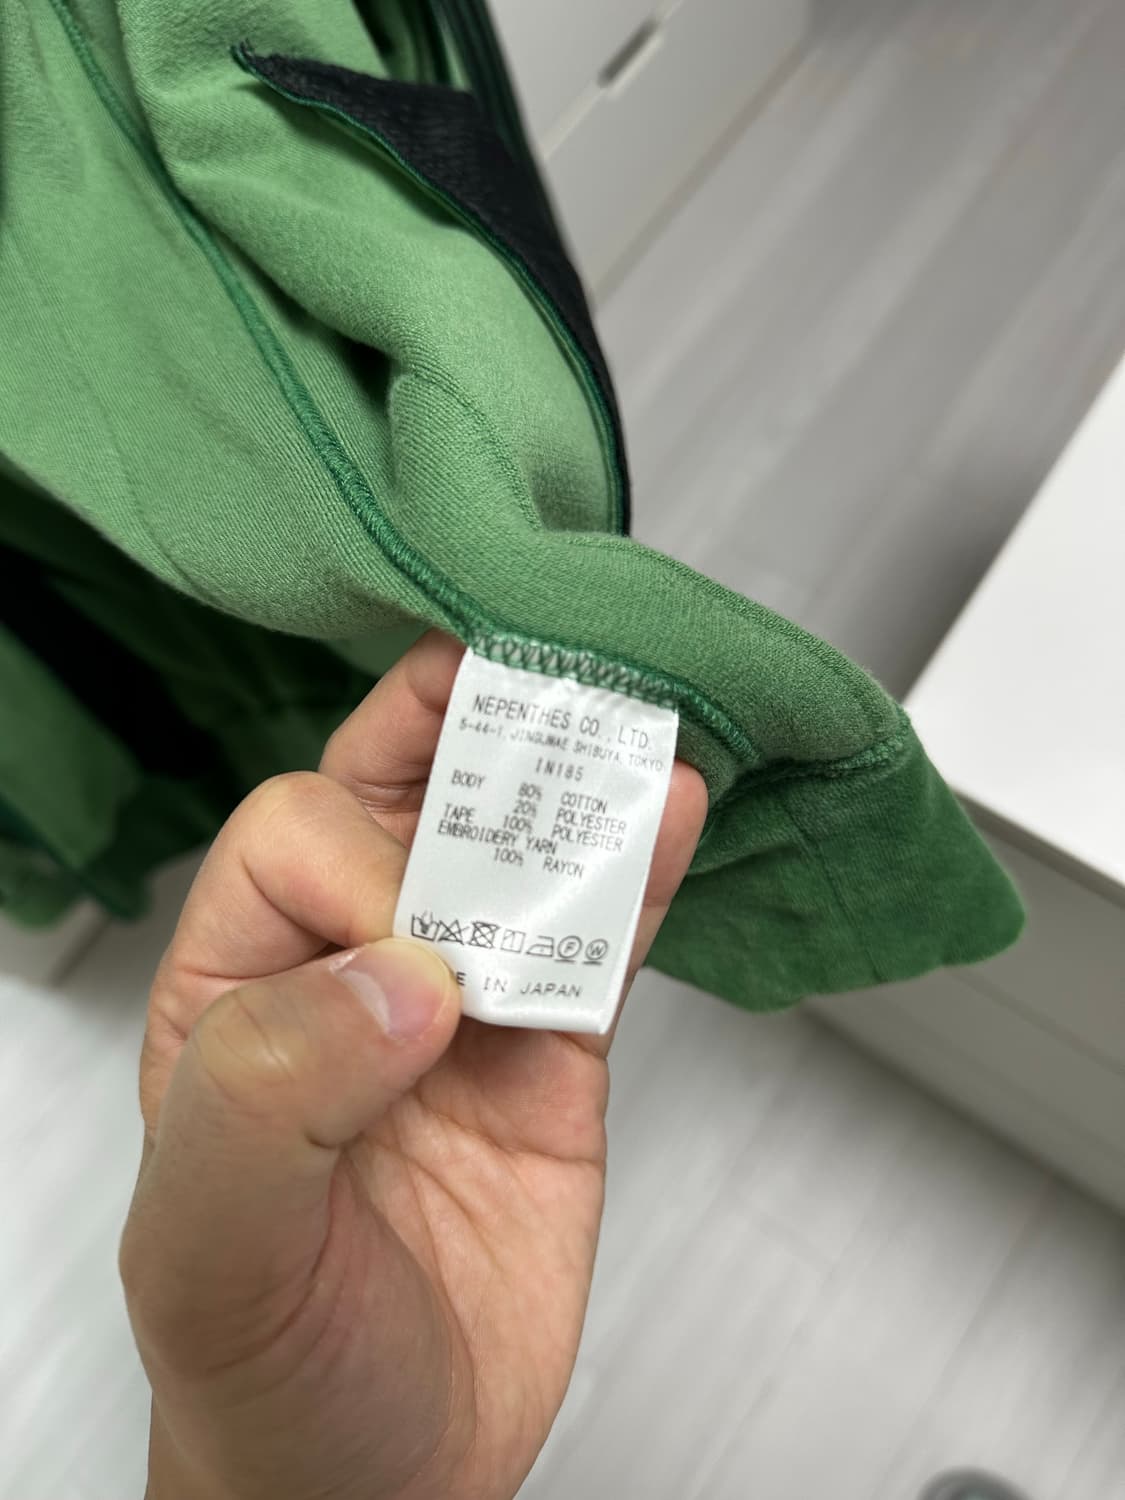 NEPENTHES CO., LTD.
5-44-1, JINGUMAE SHIBUYA, TOKYO
IN185
BODY 80% COTTON
20% POLYESTER
TAPE 100% POLYESTER
EMBROIDERY YARN
100% RAYON
F W
E IN JAPAN